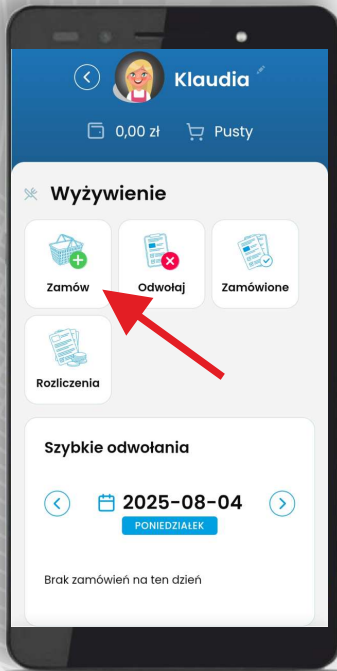 Klaudia
0,00 zł Pusty
Wyżywienie
Zamów Odwołaj Zamówione
Rozliczenia
Szybkie odwołania
2025-08-04
PONIEDZIAŁEK
Brak zamówień na ten dzień